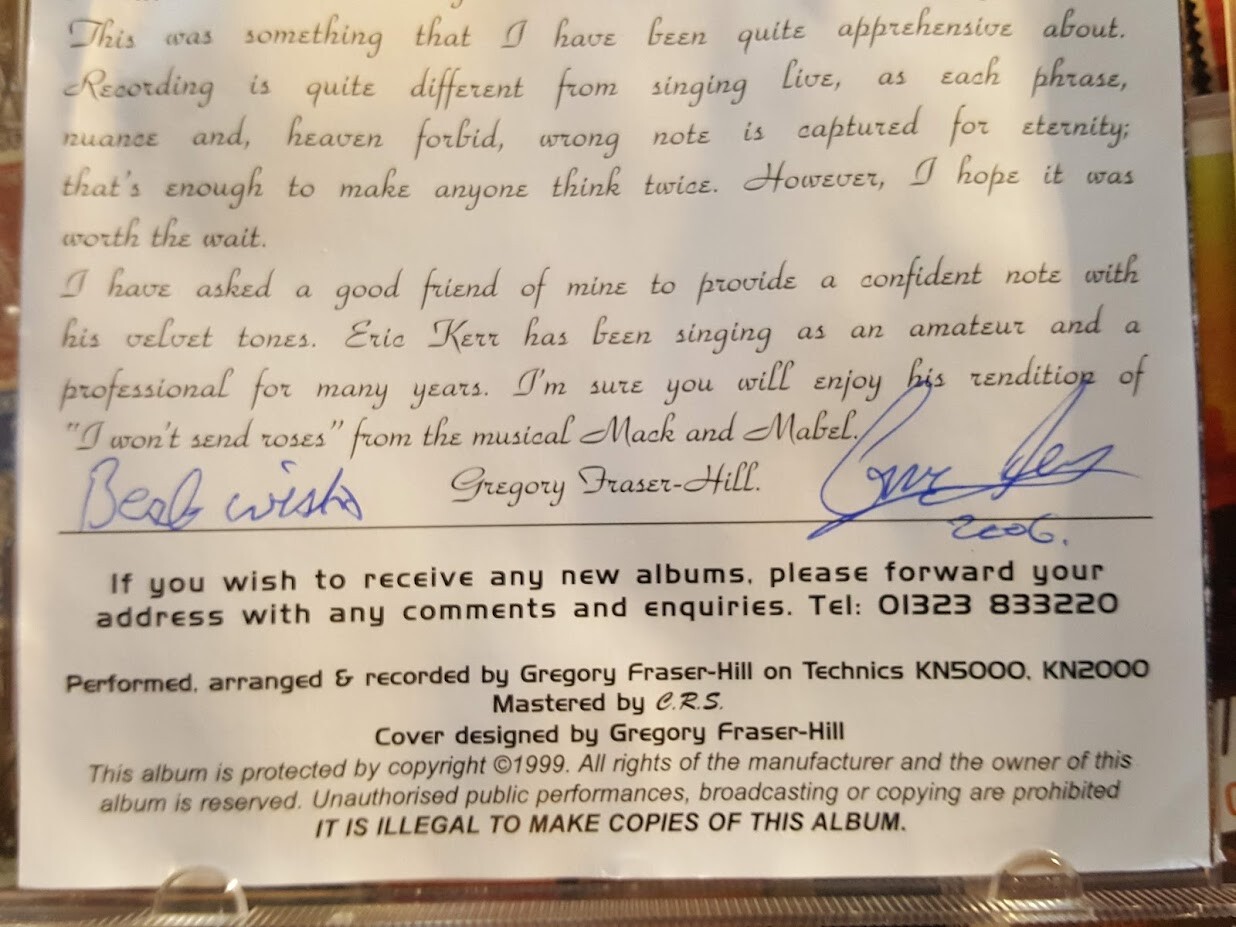 This was something that I have been quite apprehensive about.
Recording is quite different from singing live, as each phrase,
nuance and, heaven forbid, wrong note is captured for eternity;
that's enough to make anyone think twice. However, I hope it was
worth the wait.
I have asked a good friend of mine to provide a confident note with
his velvet tones. Eric Kerr has been singing as an amateur and a
professional for many years. I'm sure you will enjoy his rendition of
"I won't send roses" from the musical Mack and Mabel.
Best wishes
Gregory Fraser-Hill.
2006.
If you wish to receive any new albums, please forward your
address with any comments and enquiries. Tel: 01323 833220
Performed, arranged & recorded by Gregory Fraser-Hill on Technics KN5000, KN2000
Mastered by C.R.S.
Cover designed by Gregory Fraser-Hill
This album is protected by copyright ©1999. All rights of the manufacturer and the owner of this
album is reserved. Unauthorised public performances, broadcasting or copying are prohibited
IT IS ILLEGAL TO MAKE COPIES OF THIS ALBUM.